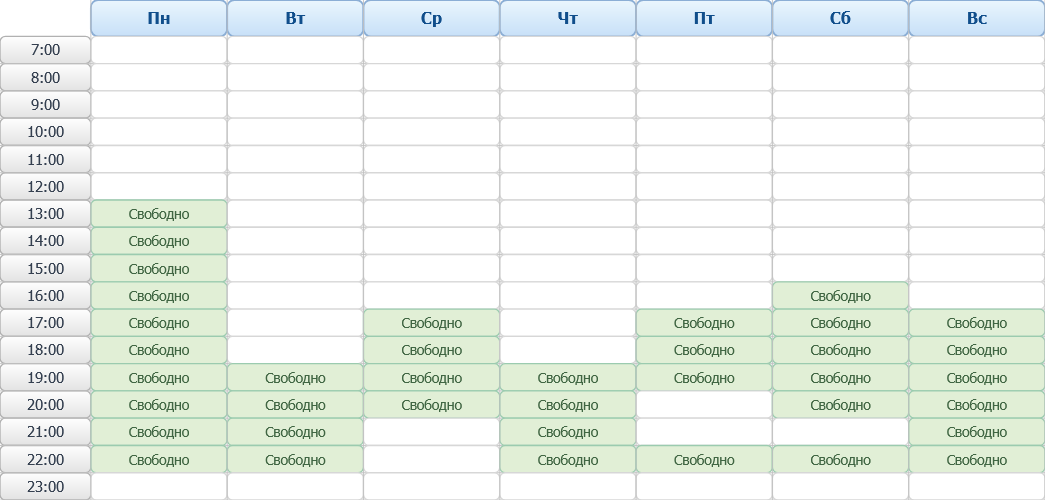 Пн Вт Ср Чт Пт Сб Вс
7:00
8:00
9:00
10:00
11:00
12:00
13:00 Свободно
14:00 Свободно
15:00 Свободно
16:00 Свободно Свободно
17:00 Свободно Свободно Свободно Свободно Свободно
18:00 Свободно Свободно Свободно Свободно Свободно
19:00 Свободно Свободно Свободно Свободно Свободно Свободно Свободно
20:00 Свободно Свободно Свободно Свободно Свободно Свободно
21:00 Свободно Свободно Свободно Свободно
22:00 Свободно Свободно Свободно Свободно Свободно Свободно
23:00